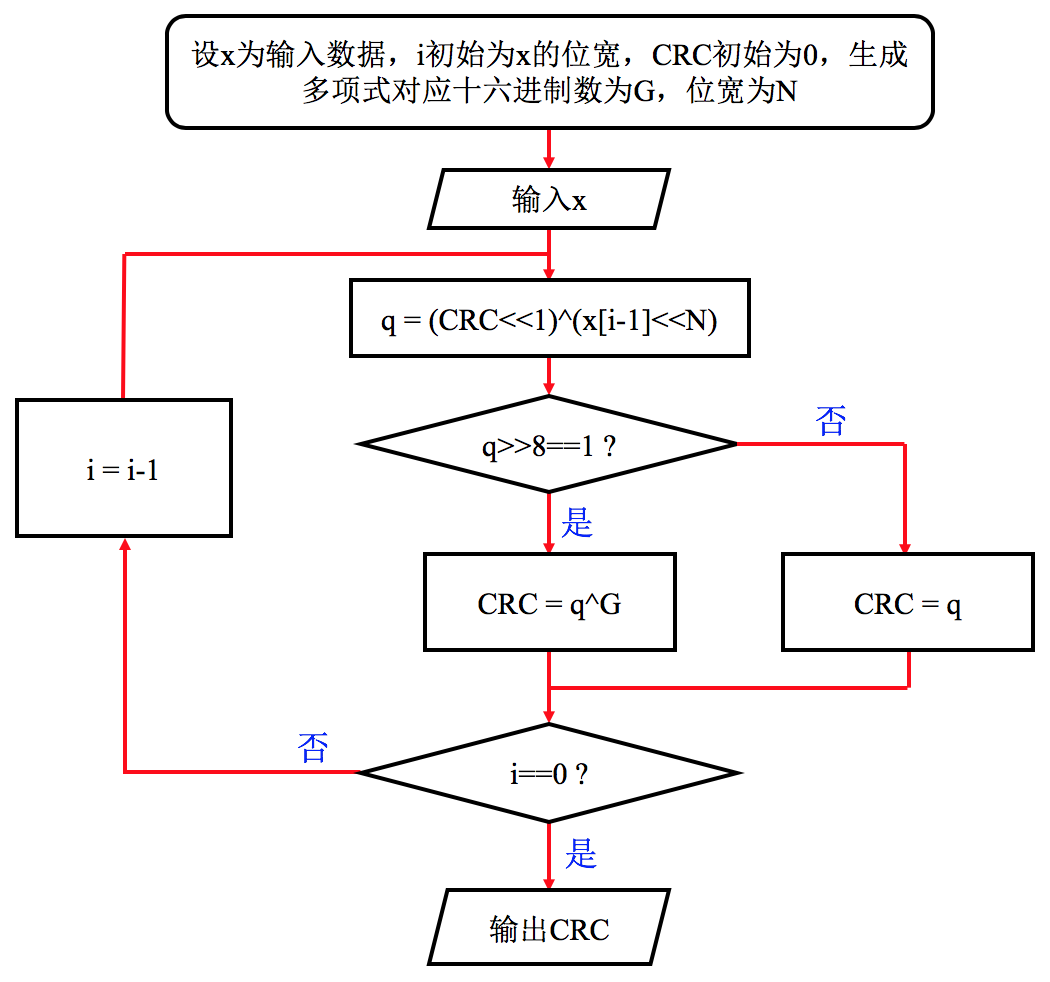 设x为输入数据，i初始为x的位宽，CRC初始为0，生成
多项式对应十六进制数为G，位宽为N
输入x
q = (CRC<<1)^(x[i-1]<<N)
q>>8==1 ?
否
是
i = i-1
CRC = q^G
CRC = q
否
i==0 ?
是
输出CRC